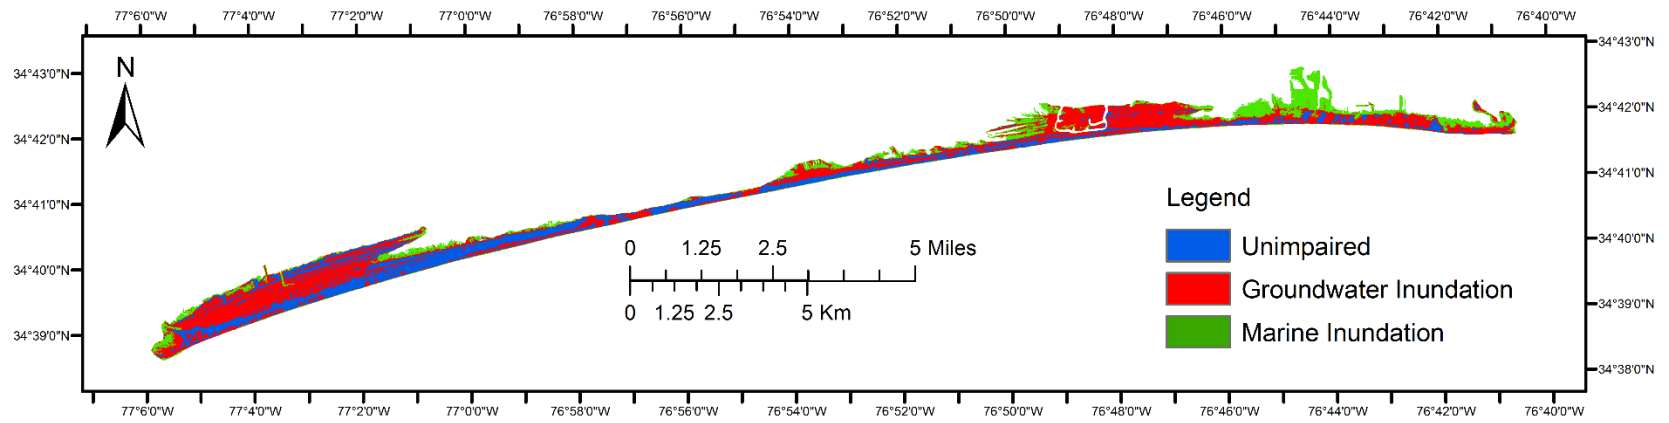 77°6'0"W 77°4'0"W 77°2'0"W 77°0'0"W 76°58'0"W 76°56'0"W 76°54'0"W 76°52'0"W 76°50'0"W 76°48'0"W 76°46'0"W 76°44'0"W 76°42'0"W 76°40'0"W
34°43'0"N
34°42'0"N
34°41'0"N
34°40'0"N
34°39'0"N
N
0 1.25 2.5 5 Miles
0 1.25 2.5 5 Km
Legend
Unimpaired
Groundwater Inundation
Marine Inundation
34°43'0"N
34°42'0"N
34°41'0"N
34°40'0"N
34°39'0"N
34°38'0"N
77°6'0"W 77°4'0"W 77°2'0"W 77°0'0"W 76°58'0"W 76°56'0"W 76°54'0"W 76°52'0"W 76°50'0"W 76°48'0"W 76°46'0"W 76°44'0"W 76°42'0"W 76°40'0"W